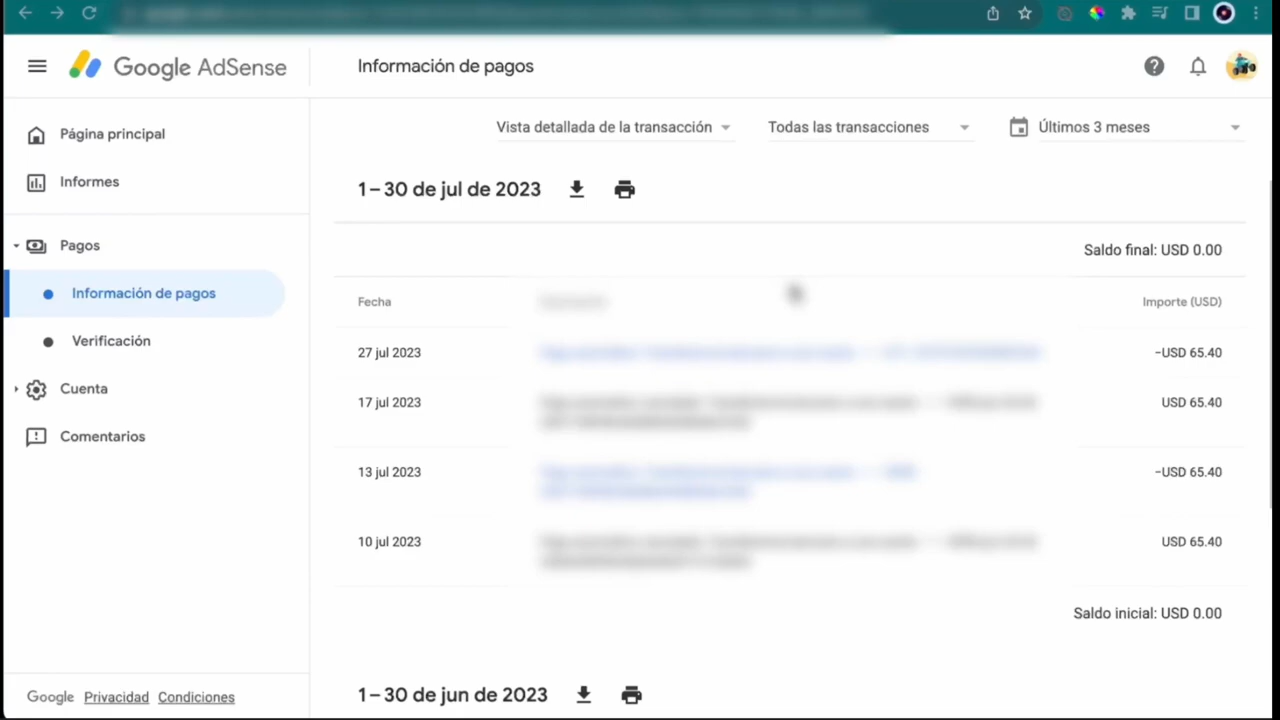 Google AdSense
Información de pagos
Página principal
Informes
Pagos
Información de pagos
Verificación
Cuenta
Comentarios
Vista detallada de la transacción
Todas las transacciones
Últimos 3 meses
1 – 30 de jul de 2023
Saldo final: USD 0.00
Fecha
Importe (USD)
27 jul 2023
-USD 65.40
17 jul 2023
USD 65.40
13 jul 2023
-USD 65.40
10 jul 2023
USD 65.40
Saldo inicial: USD 0.00
1 – 30 de jun de 2023
Google Privacidad Condiciones